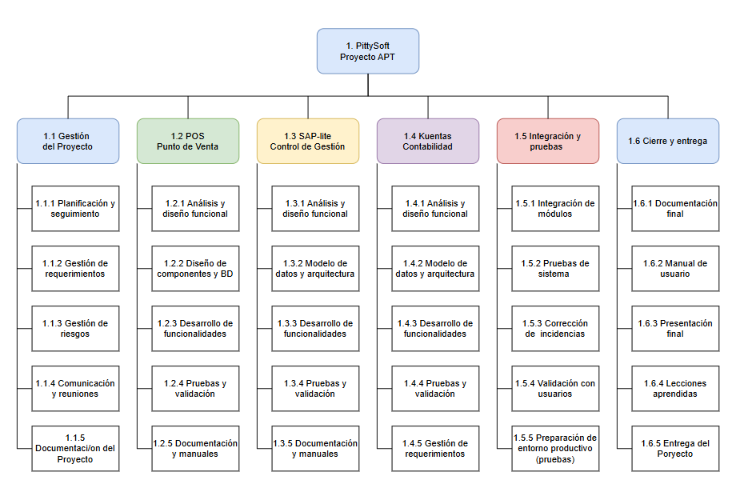 1. PittySoft
Proyecto APT
1.1 Gestión
del Proyecto
1.2 POS
Punto de Venta
1.3 SAP-lite
Control de Gestión
1.4 Kuentas
Contabilidad
1.5 Integración y
pruebas
1.6 Cierre y entrega
1.1.1 Planificación y
seguimiento
1.2.1 Análisis y
diseño funcional
1.3.1 Análisis y
diseño funcional
1.4.1 Análisis y
diseño funcional
1.5.1 Integración de
módulos
1.6.1 Documentación
final
1.1.2 Gestión de
requerimientos
1.2.2 Diseño de
componentes y BD
1.3.2 Modelo de
datos y arquitectura
1.4.2 Modelo de
datos y arquitectura
1.5.2 Pruebas de
sistema
1.6.2 Manual de
usuario
1.1.3 Gestión de
riesgos
1.2.3 Desarrollo de
funcionalidades
1.3.3 Desarrollo de
funcionalidades
1.4.3 Desarrollo de
funcionalidades
1.5.3 Corrección
de incidencias
1.6.3 Presentación
final
1.1.4 Comunicación
y reuniones
1.2.4 Pruebas y
validación
1.3.4 Pruebas y
validación
1.4.4 Pruebas y
validación
1.5.4 Validación con
usuarios
1.6.4 Lecciones
aprendidas
1.1.5
Documentaci/on del
Proyecto
1.2.5 Documentación
y manuales
1.3.5 Documentación
y manuales
1.4.5 Gestión de
requerimientos
1.5.5 Preparación de
entorno productivo
(pruebas)
1.6.5 Entrega del
Poryecto